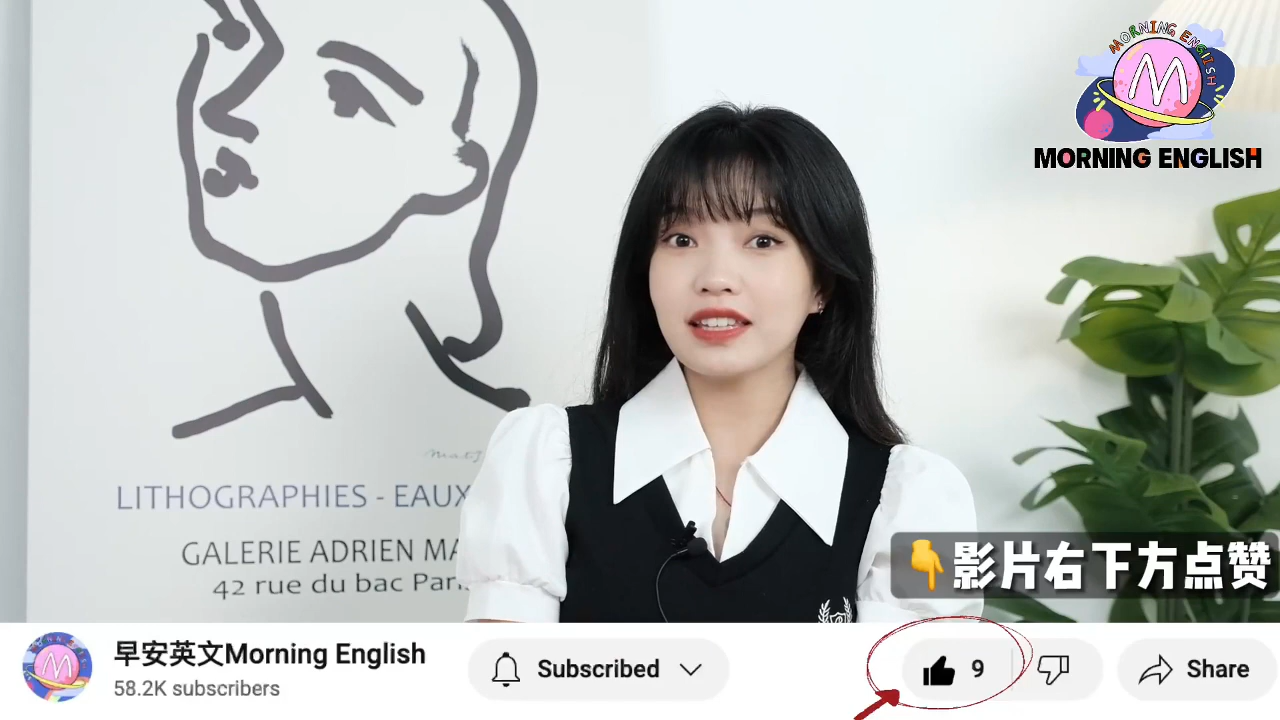 MORNING ENGLISH
M
MORNING ENGLISH
LITHOGRAPHIES - EAUX
GALERIE ADRIEN MA
42 rue du bac Paris
👇影片右下方点赞
早安英文Morning English
58.2K subscribers
Subscribed
9
Share